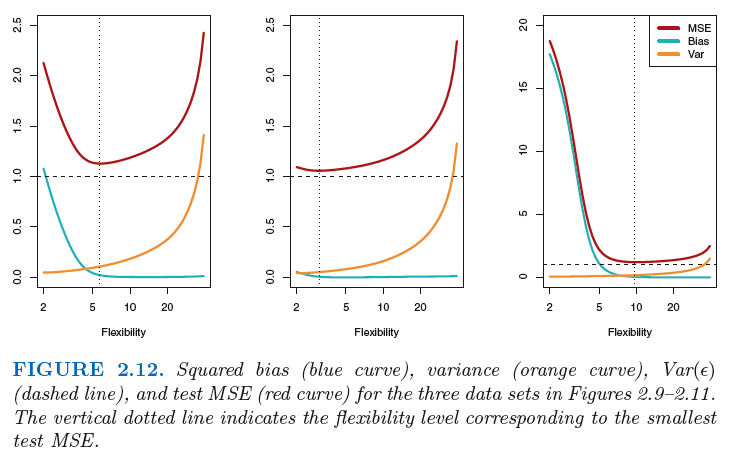 2.5
2.0
1.5
1.0
0.5
0.0
2 5 10 20
Flexibility
2.5
2.0
1.5
1.0
0.5
0.0
2 5 10 20
Flexibility
20
15
10
5
0
2 5 10 20
Flexibility
MSE
Bias
Var
FIGURE 2.12. Squared bias (blue curve), variance (orange curve), Var(ϵ)
(dashed line), and test MSE (red curve) for the three data sets in Figures 2.9–2.11.
The vertical dotted line indicates the flexibility level corresponding to the smallest
test MSE.